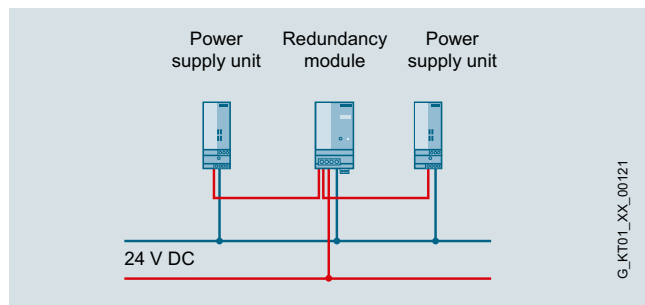 Power
supply unit
Redundancy
module
Power
supply unit
24 V DC
G_KT01_XX_00121